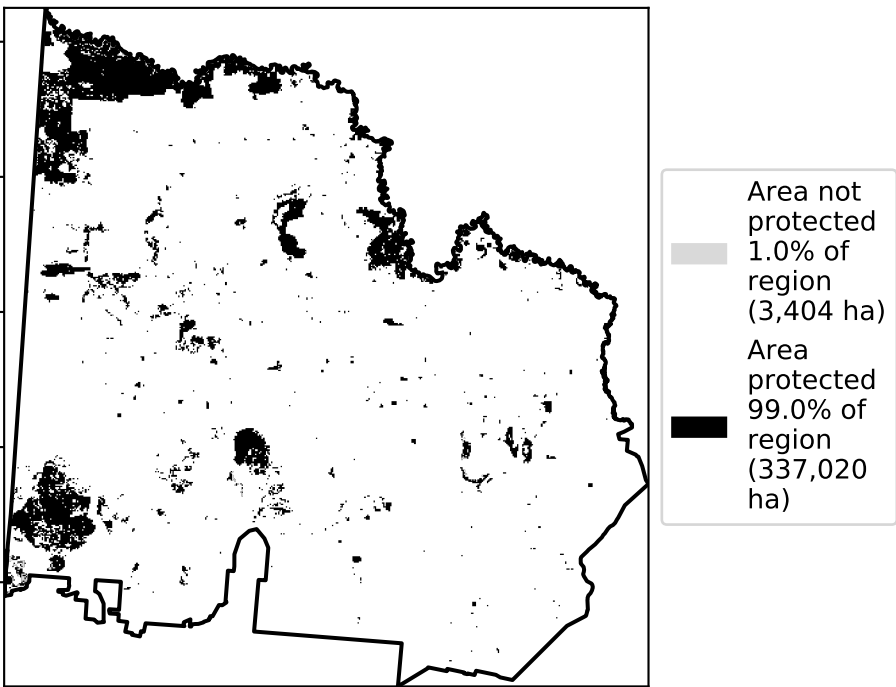 Area not
protected
1.0% of
region
(3,404 ha)
Area
protected
99.0% of
region
(337,020
ha)